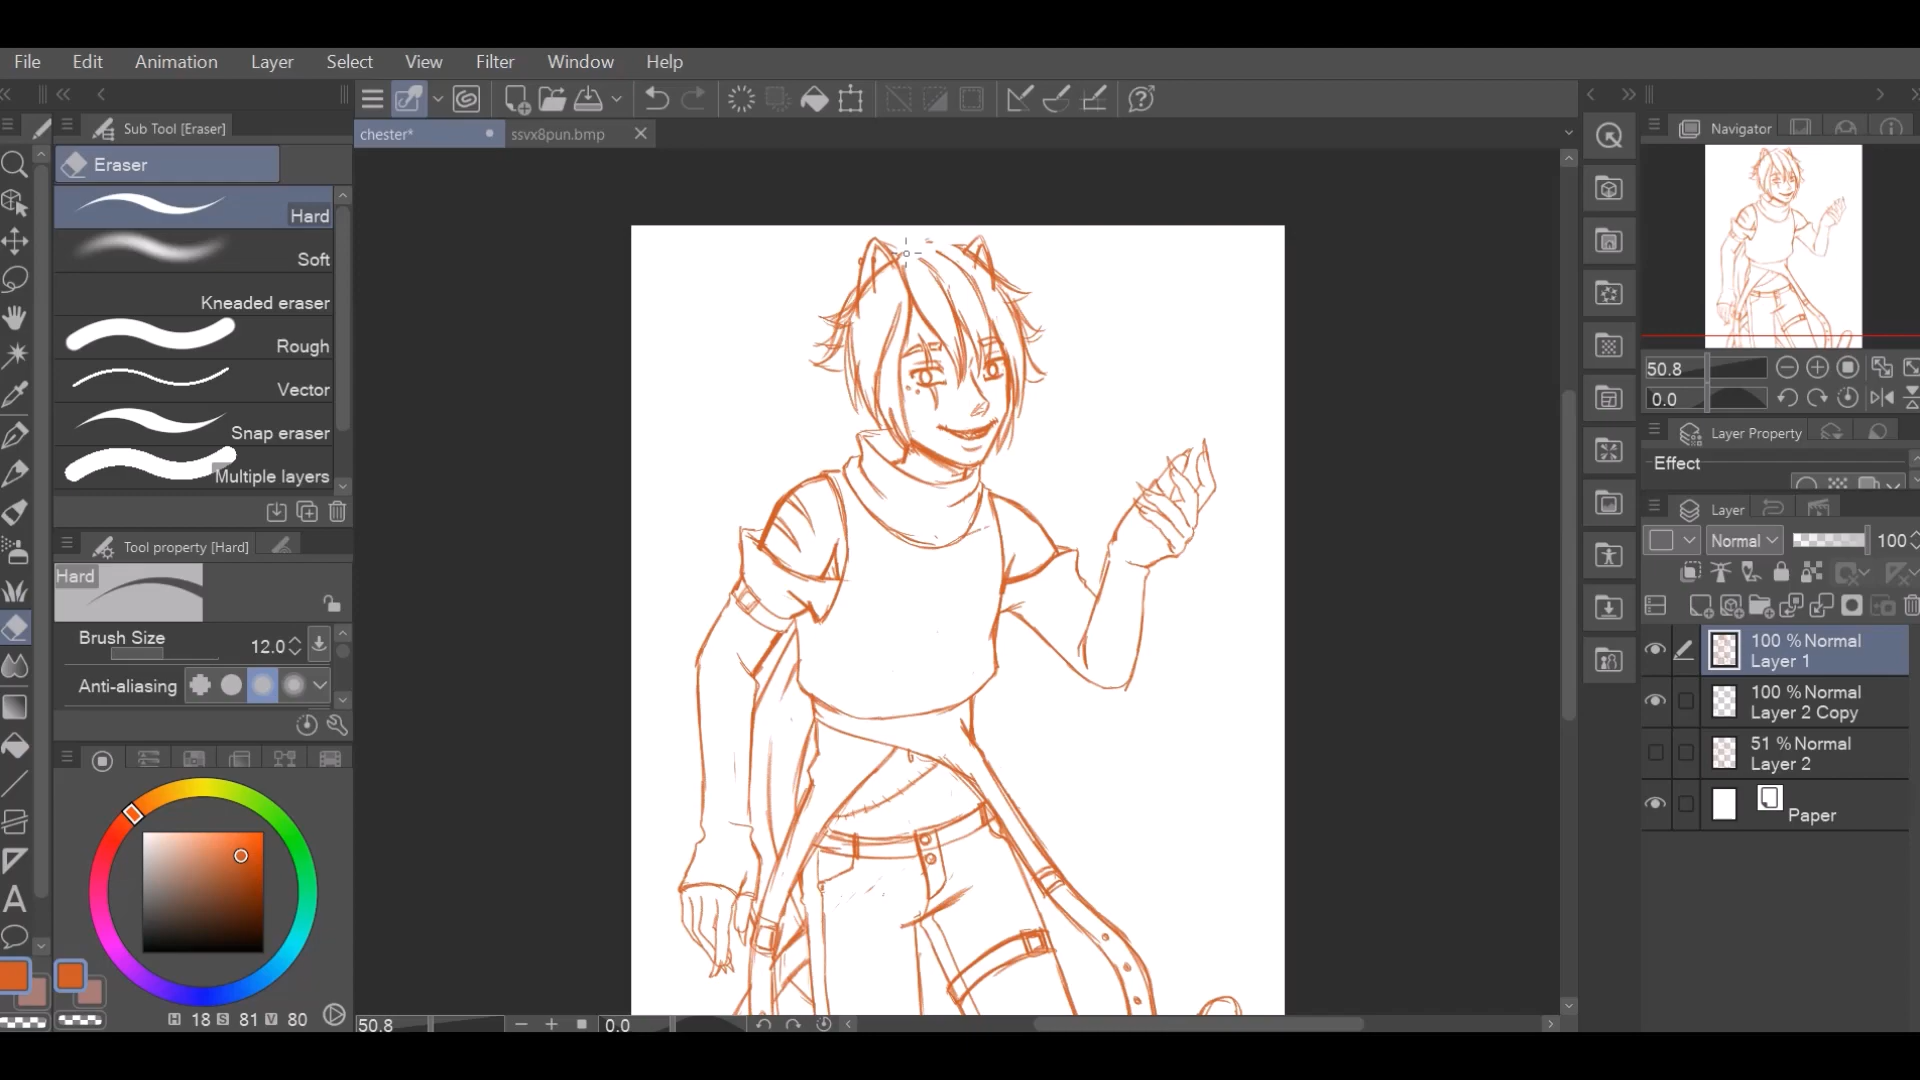 File Edit Animation Layer Select View Filter Window Help
Sub Tool [Eraser]
chester* ssvx8pun.bmp
Eraser
Hard
Soft
Kneaded eraser
Rough
Vector
Snap eraser
Multiple layers
Tool property [Hard]
Hard
Brush Size 12.0
Anti-aliasing
H 18 S 81 V 80
50.8 0.0
Navigator
50.8
0.0
Layer Property
Effect
Layer
Normal 100
100 % Normal
Layer 1
100 % Normal
Layer 2 Copy
51 % Normal
Layer 2
Paper